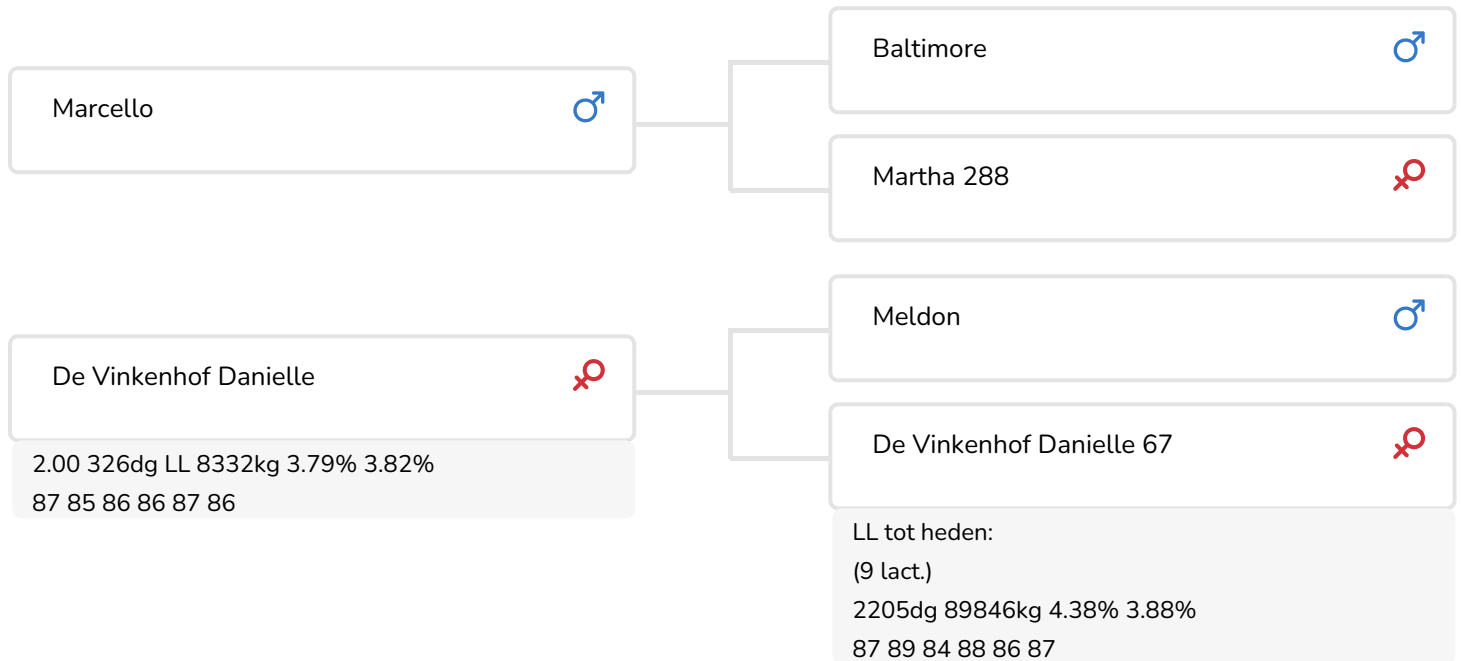 Marcello
De Vinkenhof Danielle
2.00 326dg LL 8332kg 3.79% 3.82%
87 85 86 86 87 86
Baltimore
Martha 288
Meldon
De Vinkenhof Danielle 67
LL tot heden:
(9 lact.)
2205dg 89846kg 4.38% 3.88%
87 89 84 88 86 87